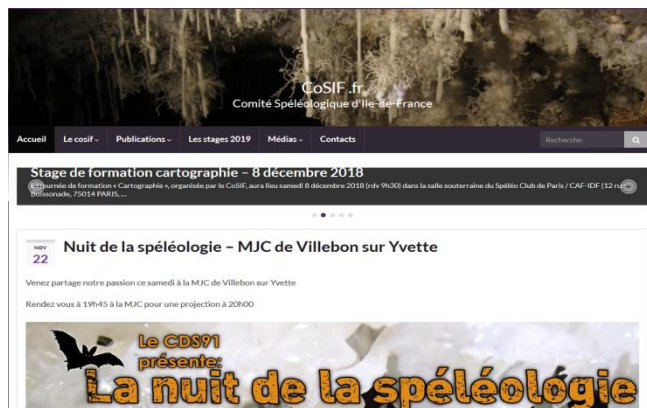 CoSIF .fr
Comité Spéléologique d'Ile-de-France
Accueil Le cosif Publications Les stages 2019 Médias Contacts Recherche
Stage de formation cartographie – 8 décembre 2018
journée de formation « Cartographie », organisée par le CoSIF, aura lieu samedi 8 décembre 2018 (rdv 9h30) dans la salle souterraine du Spéléo Club de Paris / CAF-IDF (12 rue
Boissonade, 75014 PARIS, ...
NOV
22
Nuit de la spéléologie – MJC de Villebon sur Yvette
Venez partage notre passion ce samedi à la MJC de Villebon sur Yvette
Rendez vous à 19h45 à la MJC pour une projection à 20h00
Le CDS91
présente:
La nuit de la spéléologie